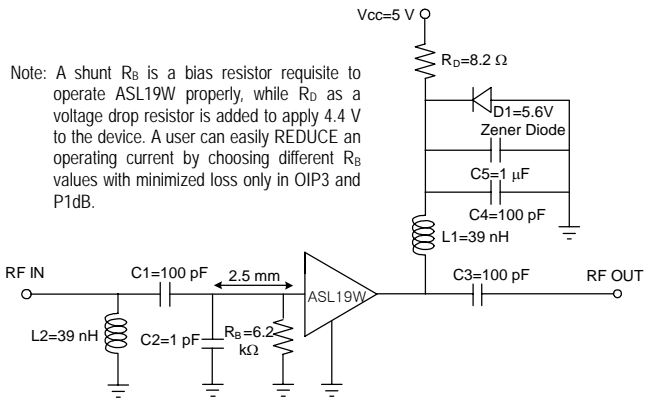 Vcc=5 V
RD=8.2 Ω
Note: A shunt RB is a bias resistor requisite to
operate ASL19W properly, while RD as a
voltage drop resistor is added to apply 4.4 V
to the device. A user can easily REDUCE an
operating current by choosing different RB
values with minimized loss only in OIP3 and
P1dB.
D1=5.6V
Zener Diode
C5=1 μF
C4=100 pF
L1=39 nH
RF IN
C1=100 pF
2.5 mm
ASL19W
C3=100 pF
RF OUT
L2=39 nH
C2=1 pF
RB=6.2
kΩ